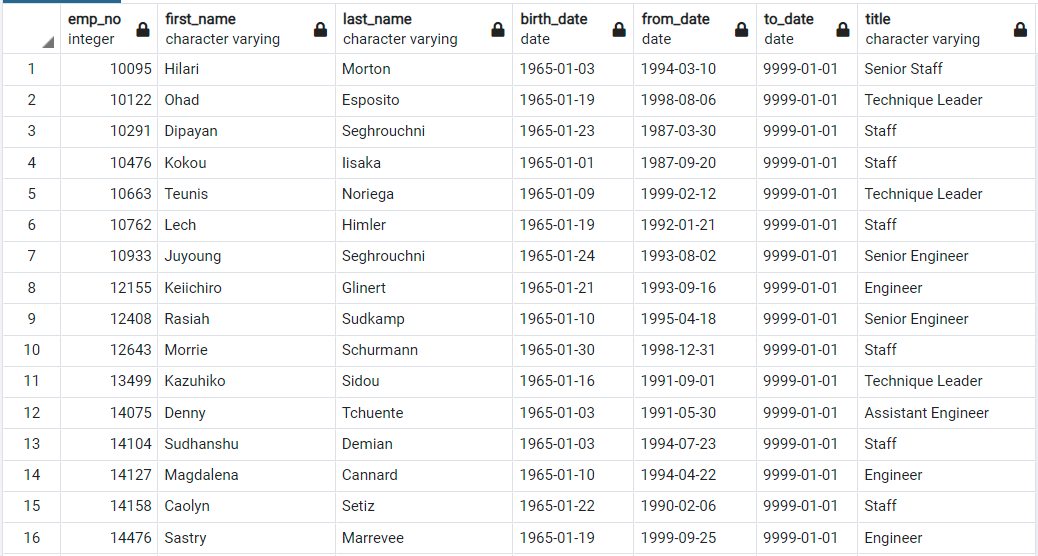 emp_no first_name last_name birth_date from_date to_date title
integer character varying character varying date date date character varying
1 10095 Hilari Morton 1965-01-03 1994-03-10 9999-01-01 Senior Staff
2 10122 Ohad Esposito 1965-01-19 1998-08-06 9999-01-01 Technique Leader
3 10291 Dipayan Seghrouchni 1965-01-23 1987-03-30 9999-01-01 Staff
4 10476 Kokou Iisaka 1965-01-01 1987-09-20 9999-01-01 Staff
5 10663 Teunis Noriega 1965-01-09 1999-02-12 9999-01-01 Technique Leader
6 10762 Lech Himler 1965-01-19 1992-01-21 9999-01-01 Staff
7 10933 Juyoung Seghrouchni 1965-01-24 1993-08-02 9999-01-01 Senior Engineer
8 12155 Keiichiro Glinert 1965-01-21 1993-09-16 9999-01-01 Engineer
9 12408 Rasiah Sudkamp 1965-01-10 1995-04-18 9999-01-01 Senior Engineer
10 12643 Morrie Schurmann 1965-01-30 1998-12-31 9999-01-01 Staff
11 13499 Kazuhiko Sidou 1965-01-16 1991-09-01 9999-01-01 Technique Leader
12 14075 Denny Tchuente 1965-01-03 1991-05-30 9999-01-01 Assistant Engineer
13 14104 Sudhanshu Demian 1965-01-03 1994-07-23 9999-01-01 Staff
14 14127 Magdalena Cannard 1965-01-10 1994-04-22 9999-01-01 Engineer
15 14158 Caolyn Setiz 1965-01-22 1990-02-06 9999-01-01 Staff
16 14476 Sastry Marrevee 1965-01-19 1999-09-25 9999-01-01 Engineer